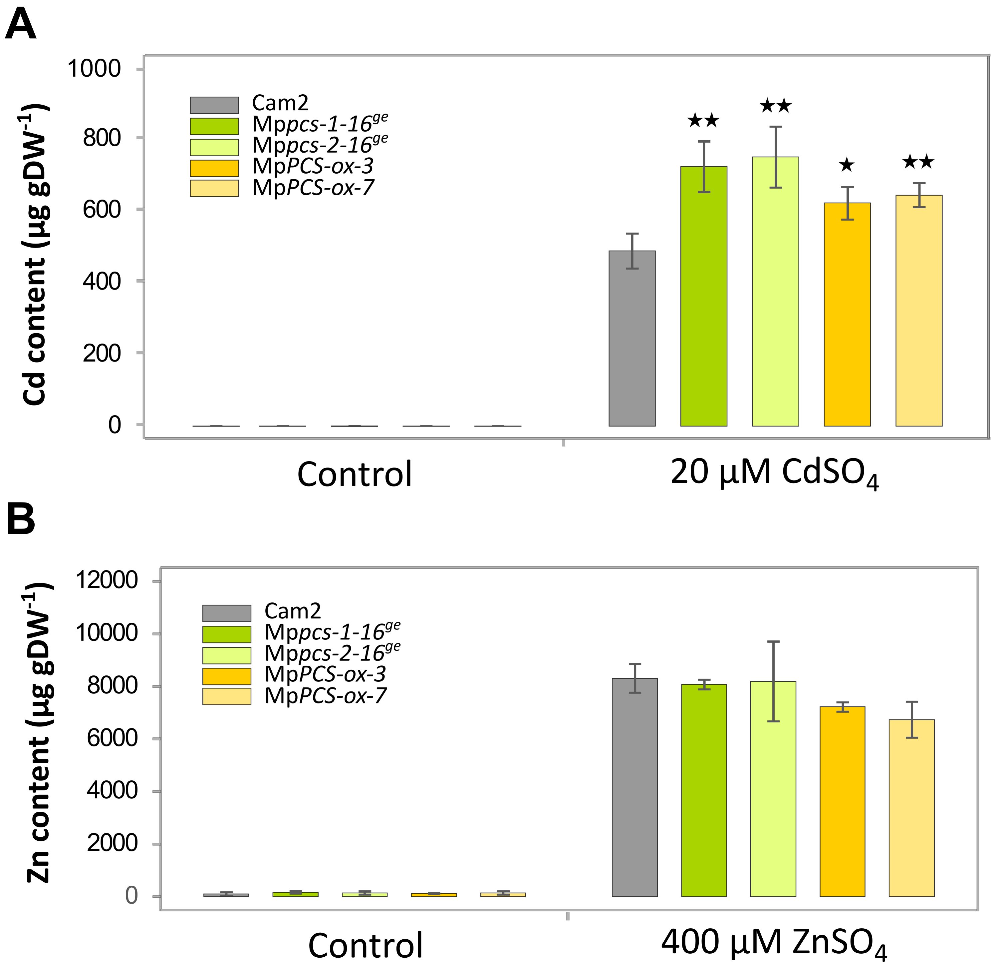 A
1000
800
600
400
200
0
Cd content (µg gDW⁻¹)
Cam2
Mppcs-1-16ᵍᵉ
Mppcs-2-16ᵍᵉ
MpPCS-ox-3
MpPCS-ox-7
★★
★★
★
★★
Control
20 µM CdSO₄
B
12000
10000
8000
6000
4000
2000
0
Zn content (µg gDW⁻¹)
Cam2
Mppcs-1-16ᵍᵉ
Mppcs-2-16ᵍᵉ
MpPCS-ox-3
MpPCS-ox-7
Control
400 µM ZnSO₄